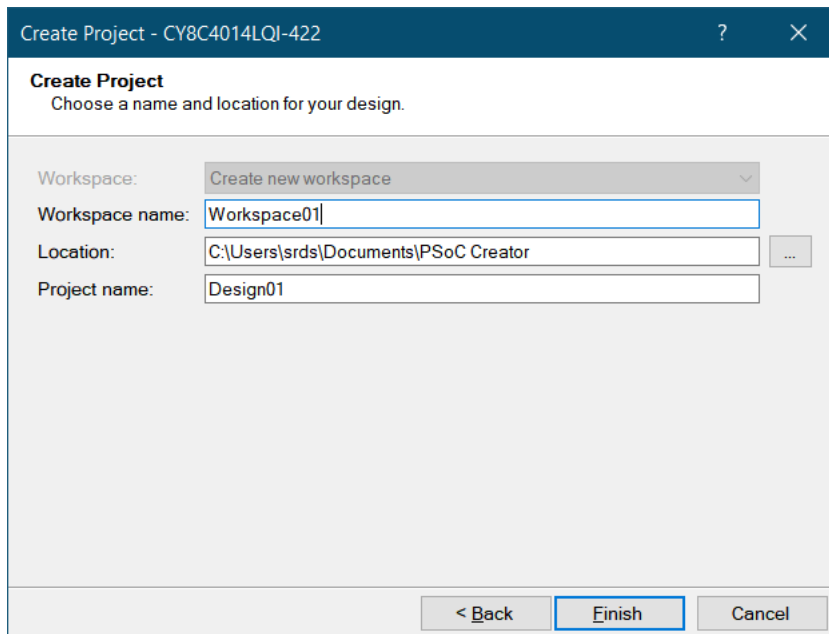 Create Project - CY8C4014LQI-422 ?
Create Project
Choose a name and location for your design.
Workspace: Create new workspace
Workspace name: Workspace01
Location: C:\Users\srds\Documents\PSoC Creator ...
Project name: Design01
< Back Finish Cancel